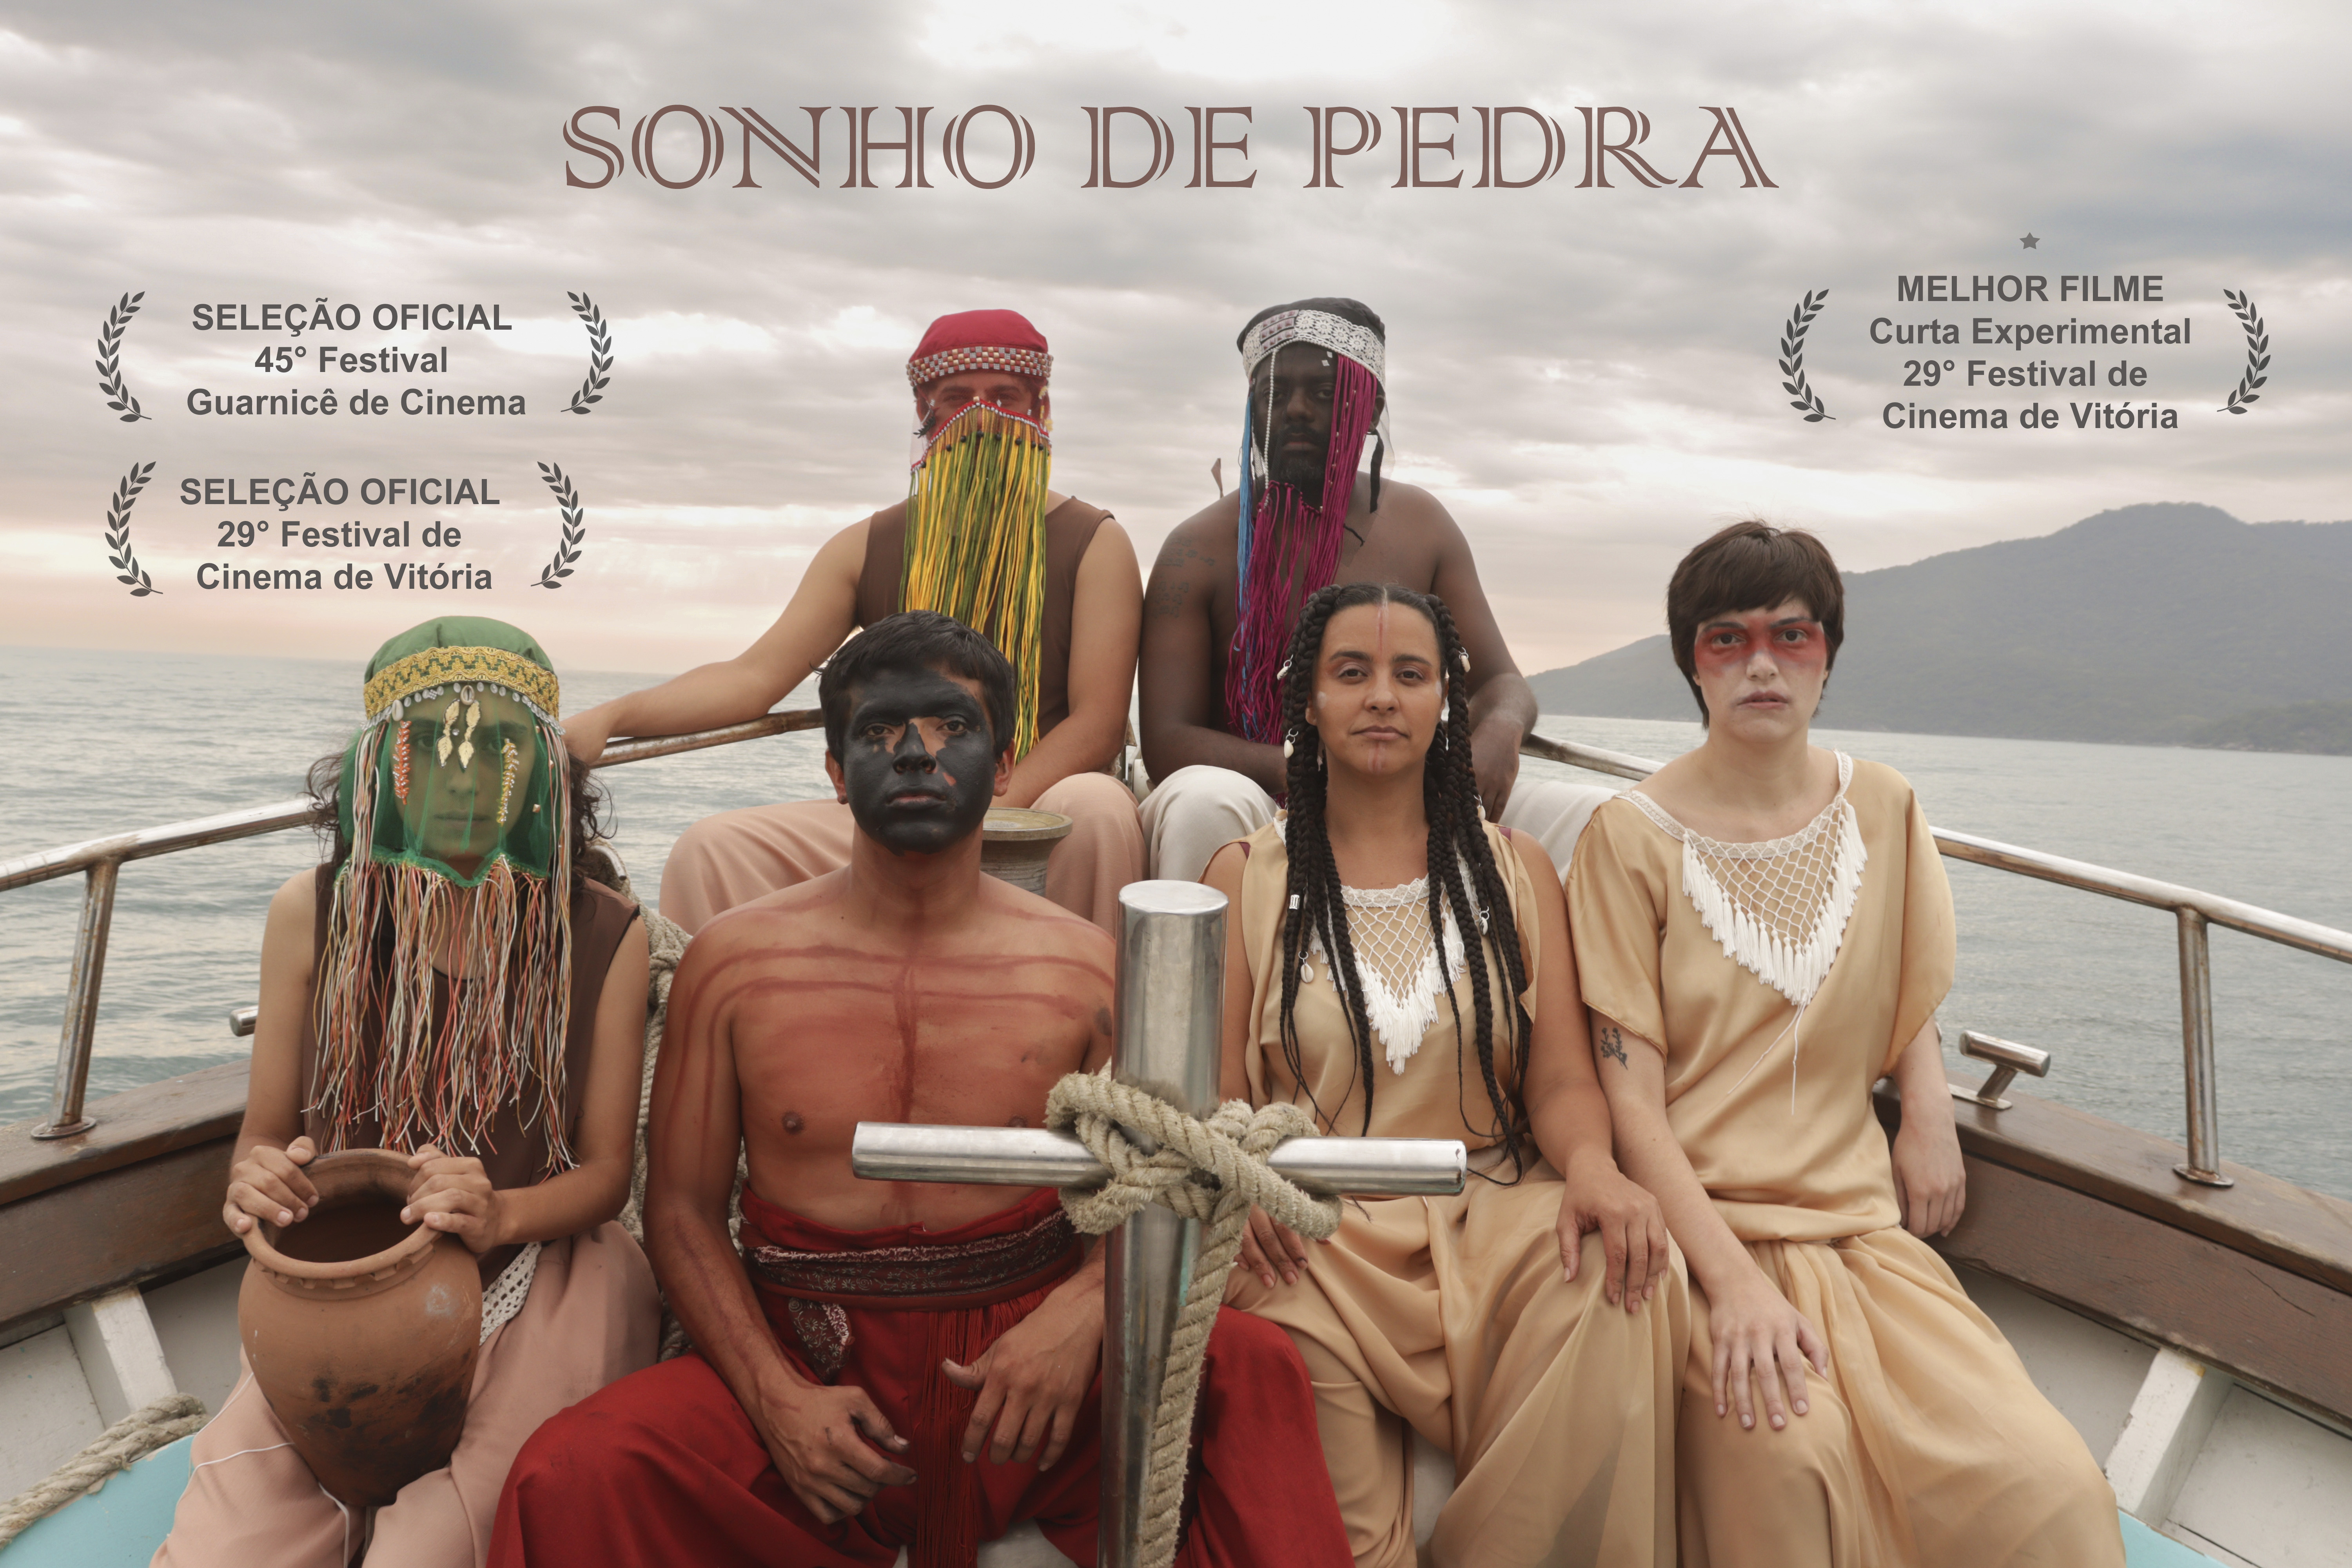 SONHO DE PEDRA
SELEÇÃO OFICIAL
45° Festival
Guarnicê de Cinema
SELEÇÃO OFICIAL
29° Festival de
Cinema de Vitória
MELHOR FILME
Curta Experimental
29° Festival de
Cinema de Vitória